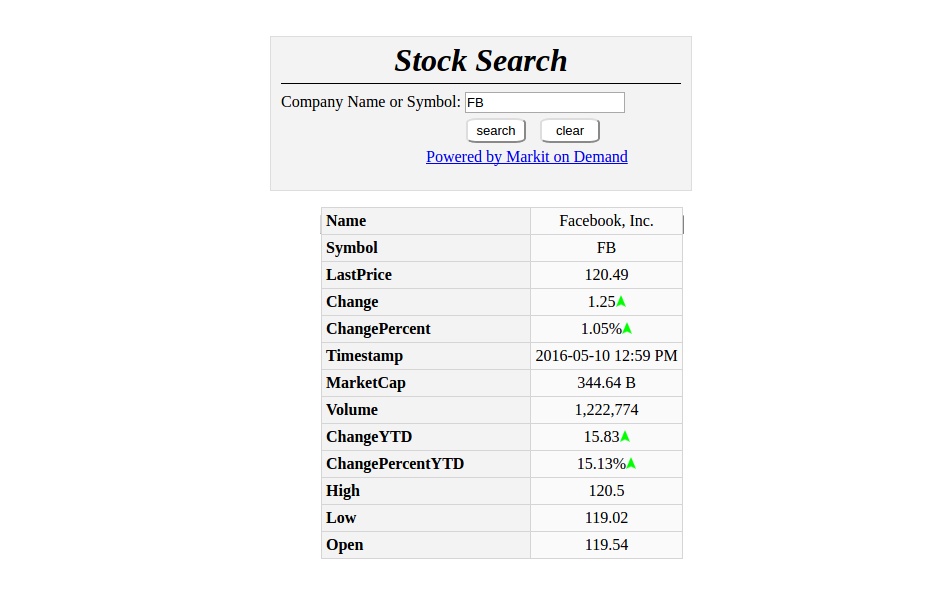 Stock Search
Company Name or Symbol: FB
search clear
Powered by Markit on Demand
Name Facebook, Inc.
Symbol FB
LastPrice 120.49
Change 1.25
ChangePercent 1.05%
Timestamp 2016-05-10 12:59 PM
MarketCap 344.64 B
Volume 1,222,774
ChangeYTD 15.83
ChangePercentYTD 15.13%
High 120.5
Low 119.02
Open 119.54